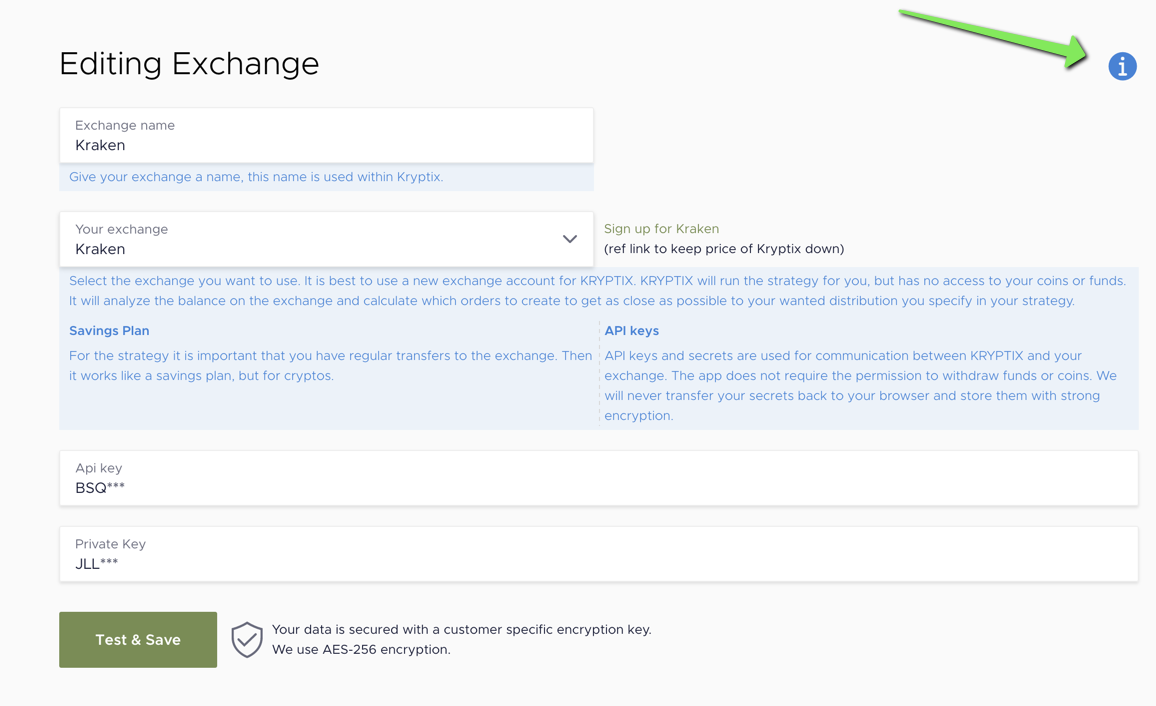 Editing Exchange
Exchange name
Kraken
Give your exchange a name, this name is used within Kryptix.
Your exchange
Kraken
Sign up for Kraken
(ref link to keep price of Kryptix down)
Select the exchange you want to use. It is best to use a new exchange account for KRYPTIX. KRYPTIX will run the strategy for you, but has no access to your coins or funds.
It will analyze the balance on the exchange and calculate which orders to create to get as close as possible to your wanted distribution you specify in your strategy.
Savings Plan
For the strategy it is important that you have regular transfers to the exchange. Then
it works like a savings plan, but for cryptos.
API keys
API keys and secrets are used for communication between KRYPTIX and your
exchange. The app does not require the permission to withdraw funds or coins. We
will never transfer your secrets back to your browser and store them with strong
encryption.
Api key
BSQ***
Private Key
JLL***
Test & Save
Your data is secured with a customer specific encryption key.
We use AES-256 encryption.